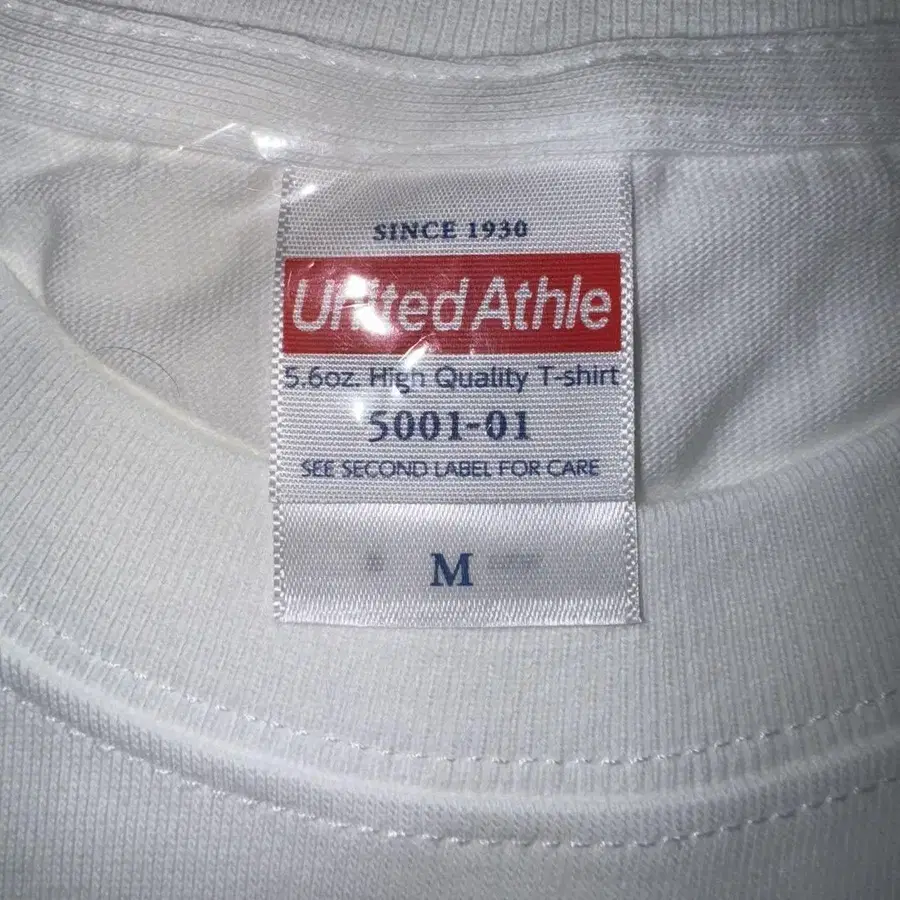 SINCE 1930
United Athle
5.6oz. High Quality T-shirt
5001-01
SEE SECOND LABEL FOR CARE
M